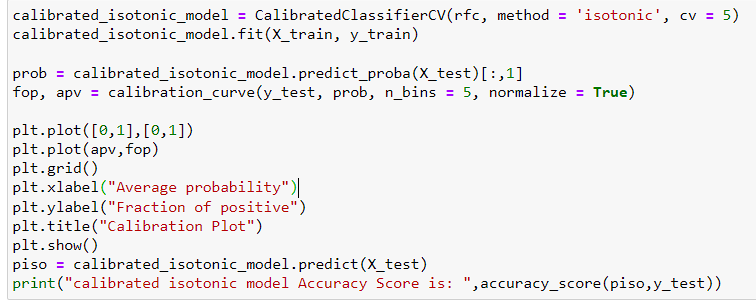 calibrated_isotonic_model = CalibratedClassifierCV(rfc, method = 'isotonic', cv = 5)
calibrated_isotonic_model.fit(X_train, y_train)
prob = calibrated_isotonic_model.predict_proba(X_test)[:,1]
fop, apv = calibration_curve(y_test, prob, n_bins = 5, normalize = True)
plt.plot([0,1],[0,1])
plt.plot(apv,fop)
plt.grid()
plt.xlabel("Average probability")
plt.ylabel("Fraction of positive")
plt.title("Calibration Plot")
plt.show()
piso = calibrated_isotonic_model.predict(X_test)
print("calibrated isotonic model Accuracy Score is: ",accuracy_score(piso,y_test))